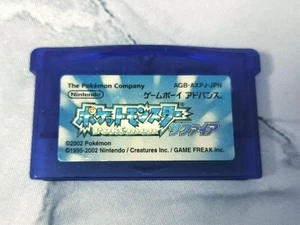 The Pokémon Company
AGB-AXPJ-JPN
Nintendo
ゲームボーイ アドバンス
ポケットモンスター
POKéMON
サファイア
©2002 Pokémon
©1995-2002 Nintendo / Creatures Inc. / GAME FREAK inc.